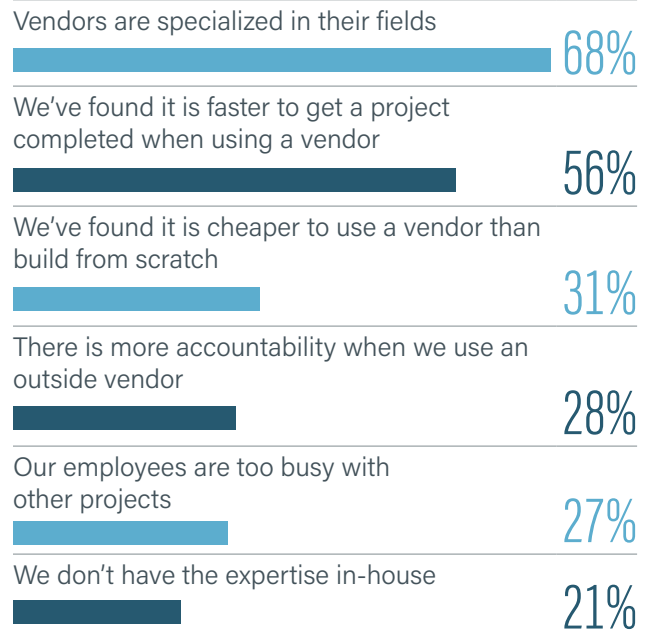 Vendors are specialized in their fields
68%
We’ve found it is faster to get a project
completed when using a vendor
56%
We’ve found it is cheaper to use a vendor than
build from scratch
31%
There is more accountability when we use an
outside vendor
28%
Our employees are too busy with
other projects
27%
We don’t have the expertise in-house
21%